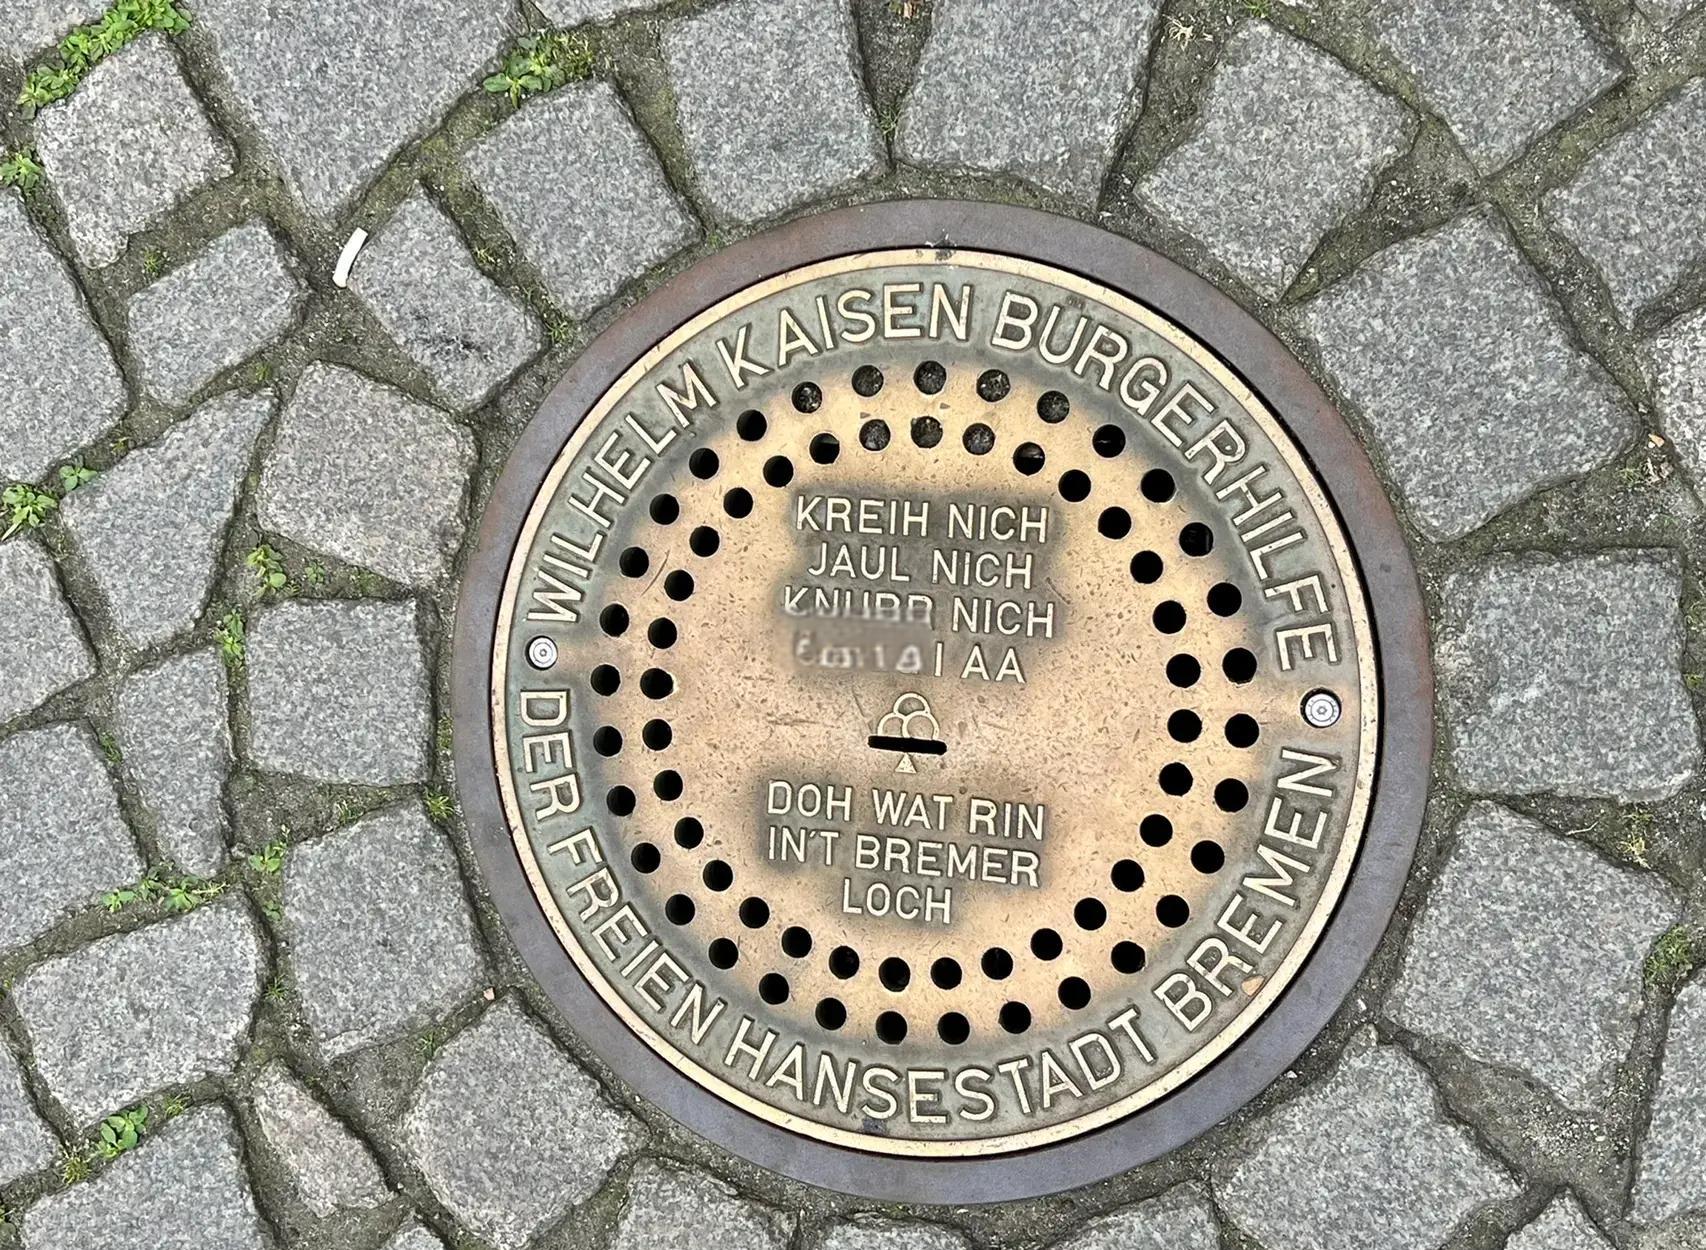 WILHELM KAISEN BÜRGERHILFE
KREIH NICH
JAUL NICH
KNURR NICH
I AA
DOH WAT RIN
IN'T BREMER
LOCH
DER FREIEN HANSESTADT BREMEN